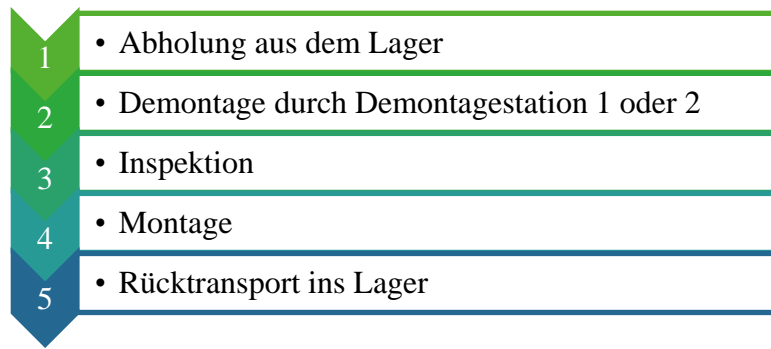 1 • Abholung aus dem Lager
2 • Demontage durch Demontagestation 1 oder 2
3 • Inspektion
4 • Montage
5 • Rücktransport ins Lager